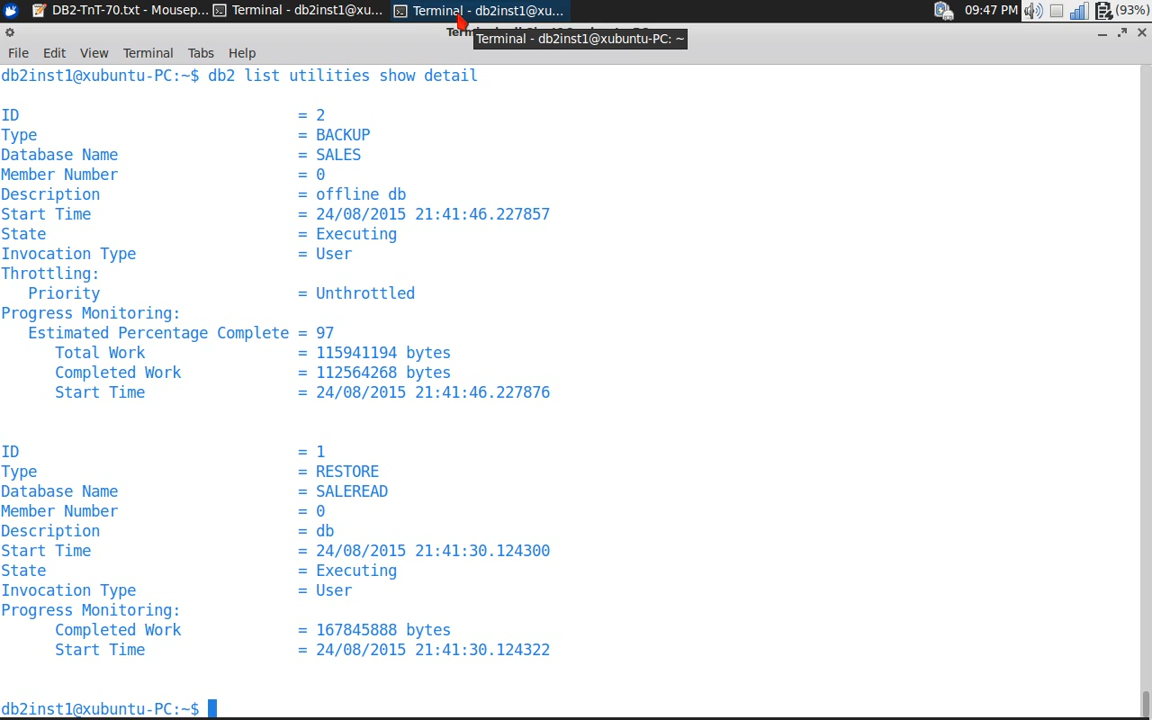 DB2-TnT-70.txt - Mousep... Terminal - db2inst1@xu... Terminal - db2inst1@xu... 09:47 PM (93%)
Terminal - db2inst1@xubuntu-PC: ~
File Edit View Terminal Tabs Help
db2inst1@xubuntu-PC:~$ db2 list utilities show detail
ID = 2
Type = BACKUP
Database Name = SALES
Member Number = 0
Description = offline db
Start Time = 24/08/2015 21:41:46.227857
State = Executing
Invocation Type = User
Throttling:
Priority = Unthrottled
Progress Monitoring:
Estimated Percentage Complete = 97
Total Work = 115941194 bytes
Completed Work = 112564268 bytes
Start Time = 24/08/2015 21:41:46.227876
ID = 1
Type = RESTORE
Database Name = SALEREAD
Member Number = 0
Description = db
Start Time = 24/08/2015 21:41:30.124300
State = Executing
Invocation Type = User
Progress Monitoring:
Completed Work = 167845888 bytes
Start Time = 24/08/2015 21:41:30.124322
db2inst1@xubuntu-PC:~$